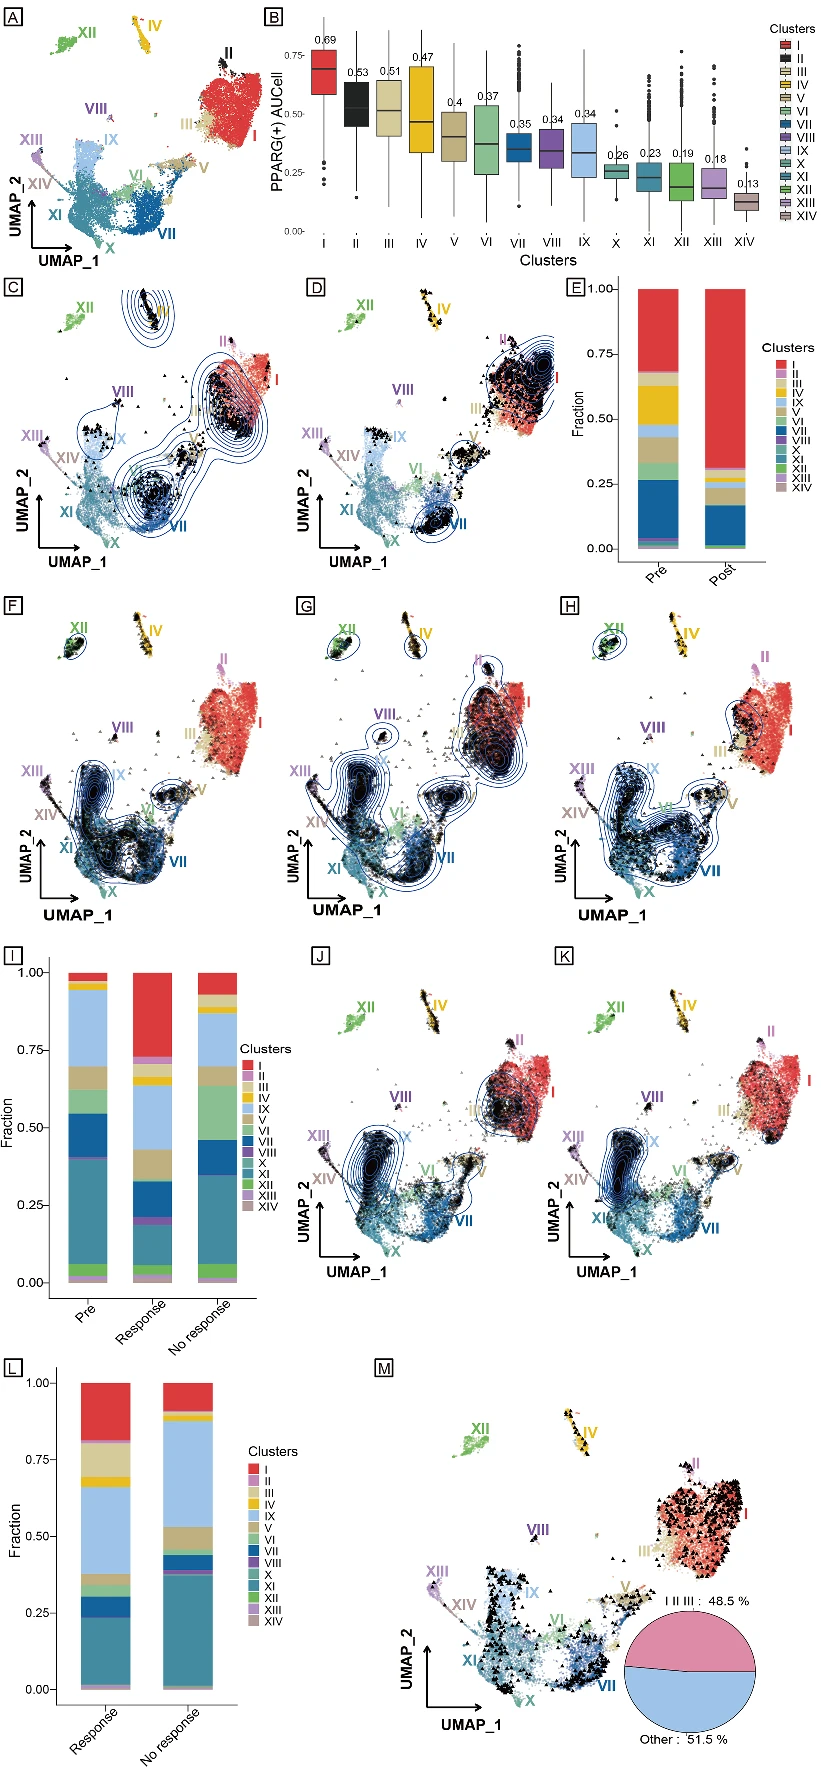 A
XII
IV
II
I
III
VIII
XIII
IX
XIV
VI
V
XI
VII
X
UMAP_2
UMAP_1
B
PPARG(+) AUCell
0.75
0.50
0.25
0.00
0.69
0.53
0.51
0.47
0.4
0.37
0.35
0.34
0.34
0.26
0.23
0.19
0.18
0.13
I II III IV V VI VII VIII IX X XI XII XIII XIV
Clusters
Clusters
I
II
III
IV
V
VI
VII
VIII
IX
X
XI
XII
XIII
XIV
C
XII
II
I
VIII
XIII
IX
XIV
V
XI
VII
X
UMAP_2
UMAP_1
D
XII
IV
II
I
III
VIII
XIII
IX
XIV
VI
V
XI
VII
X
UMAP_2
UMAP_1
E
Fraction
1.00
0.75
0.50
0.25
0.00
Pre
Post
Clusters
I
II
III
IV
IX
V
VI
VII
VIII
X
XI
XII
XIII
XIV
F
XII
IV
II
I
III
VIII
XIII
IX
XIV
VI
V
XI
VII
X
UMAP_2
UMAP_1
G
XII
IV
II
I
VIII
XIII
IX
XIV
VI
V
XI
VII
X
UMAP_2
UMAP_1
H
XII
IV
II
I
III
VIII
XIII
IX
XIV
VI
V
XI
VII
X
UMAP_2
UMAP_1
I
Fraction
1.00
0.75
0.50
0.25
0.00
Pre
Response
No response
Clusters
I
II
III
IV
IX
V
VI
VII
VIII
X
XI
XII
XIII
XIV
J
XII
IV
II
I
III
VIII
XIII
IX
XIV
VI
V
XI
VII
X
UMAP_2
UMAP_1
K
XII
IV
II
I
III
VIII
XIII
IX
XIV
VI
V
XI
VII
X
UMAP_2
UMAP_1
L
Fraction
1.00
0.75
0.50
0.25
0.00
Response
No response
Clusters
I
II
III
IV
IX
V
VI
VII
VIII
X
XI
XII
XIII
XIV
M
XII
IV
II
I
III
VIII
XIII
IX
XIV
VI
V
XI
VII
X
UMAP_2
UMAP_1
I II III : 48.5 %
Other : 51.5 %